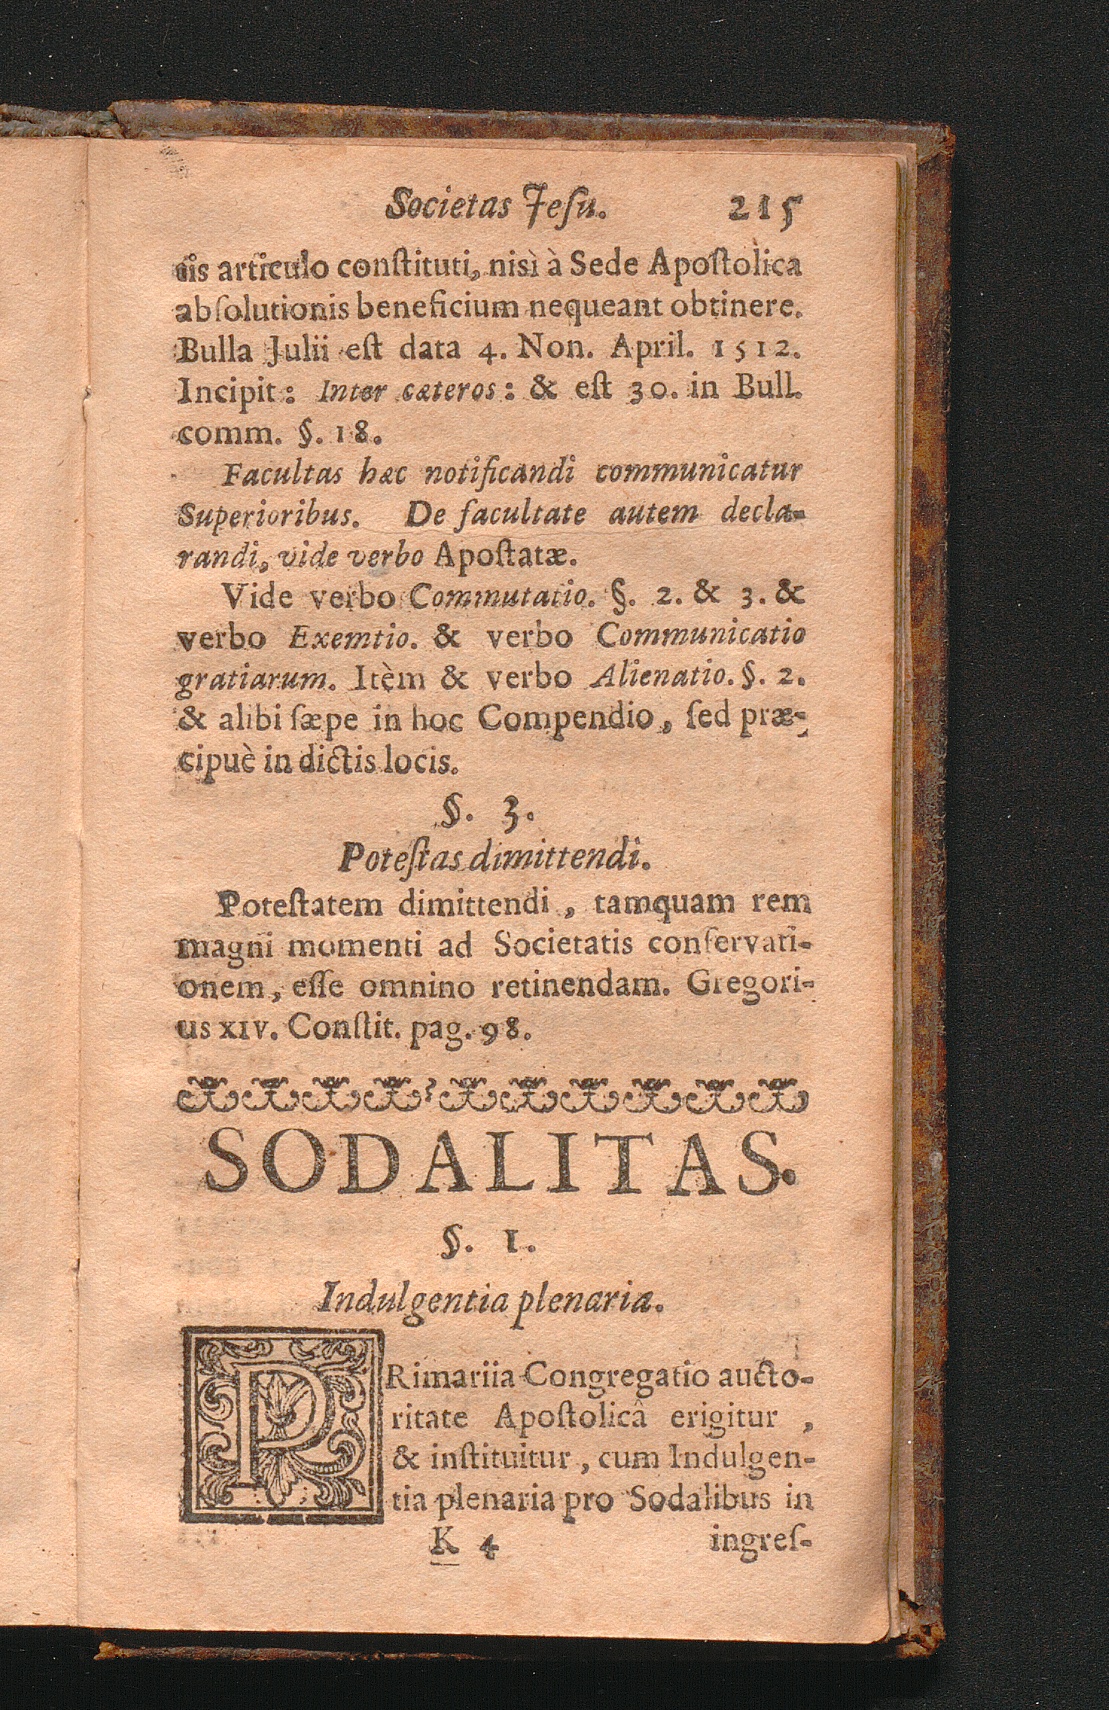 Societas Jeſu. 215
tis articulo conſtituti, nisì à Sede Apoſtolica
abſolutionis beneficium nequeant obtinere.
Bulla Julii eſt data 4. Non. April. 1512.
Incipit: Inter cæteros: & eſt 30. in Bull.
comm. §. 18.
Facultas hæc notificandi communicatur
Superioribus. De facultate autem decla-
randi, vide verbo Apoſtatæ.
Vide verbo Commutatio. §. 2. & 3. &
verbo Exemtio. & verbo Communicatio
gratiarum. Itèm & verbo Alienatio. §. 2.
& alibi ſæpe in hoc Compendio, ſed præ-
cipuè in dictis locis.
§. 3.
Poteſtas dimittendi.
Poteſtatem dimittendi, tamquam rem
magni momenti ad Societatis conſervati-
onem, eſſe omnino retinendam. Gregori-
us XIV. Conſtit. pag. 98.
SODALITAS.
§. 1.
Indulgentia plenaria.
PRimariia Congregatio aucto-
ritate Apoſtolicâ erigitur,
& inſtituitur, cum Indulgen-
tia plenaria pro Sodalibus in
K 4 ingreſ-